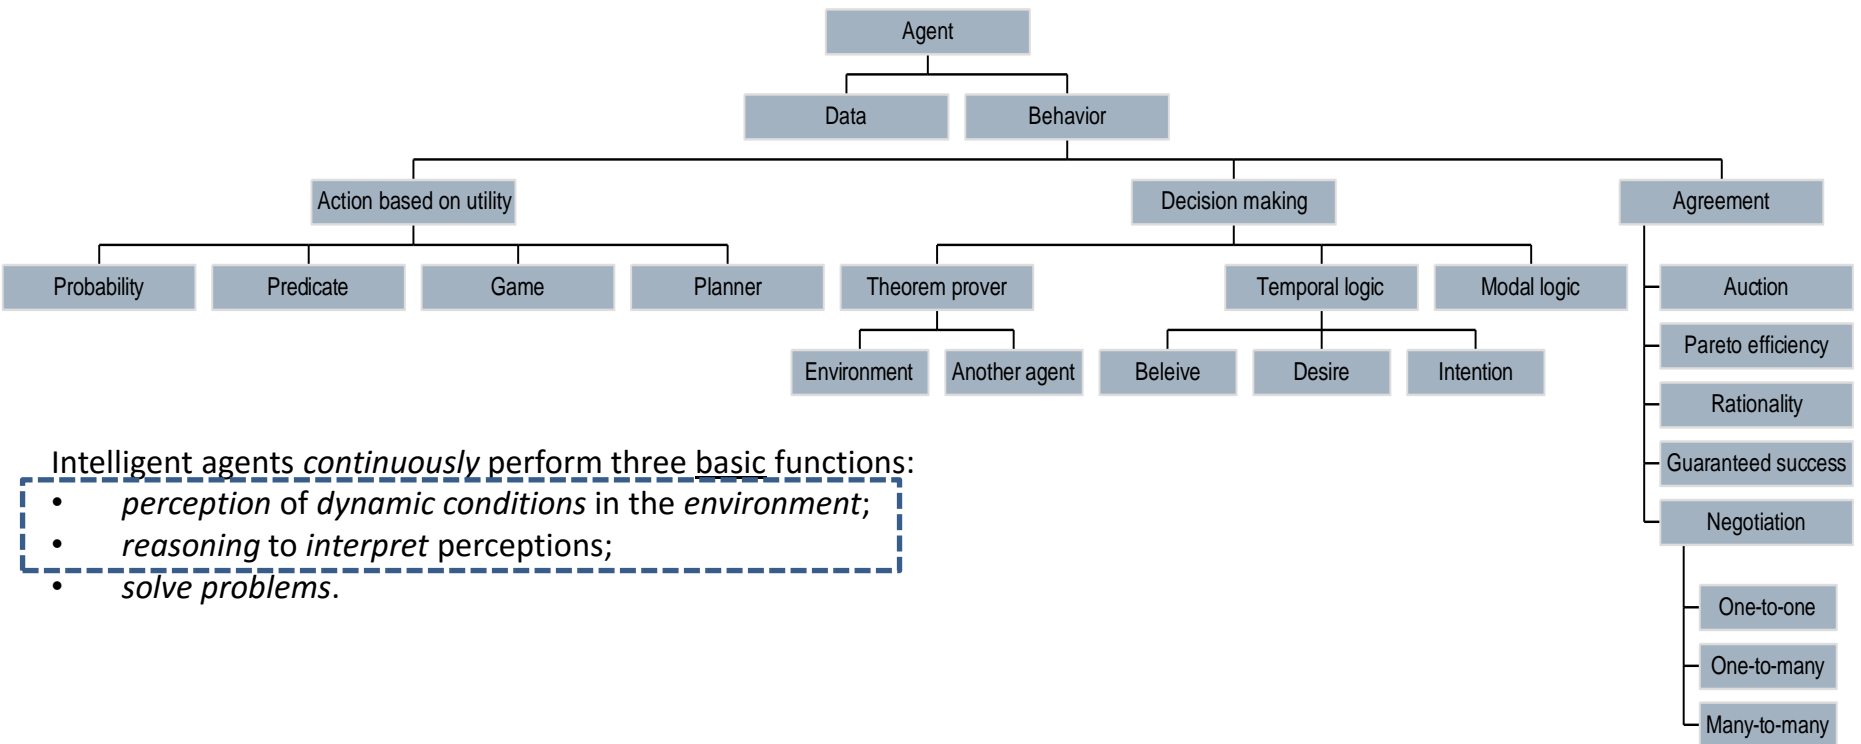 Agent
Data
Behavior
Action based on utility
Decision making
Agreement
Probability
Predicate
Game
Planner
Theorem prover
Temporal logic
Modal logic
Auction
Pareto efficiency
Environment
Another agent
Beleive
Desire
Intention
Rationality
Guaranteed success
Negotiation
One-to-one
One-to-many
Many-to-many
Intelligent agents continuously perform three basic functions:
• perception of dynamic conditions in the environment;
• reasoning to interpret perceptions;
• solve problems.